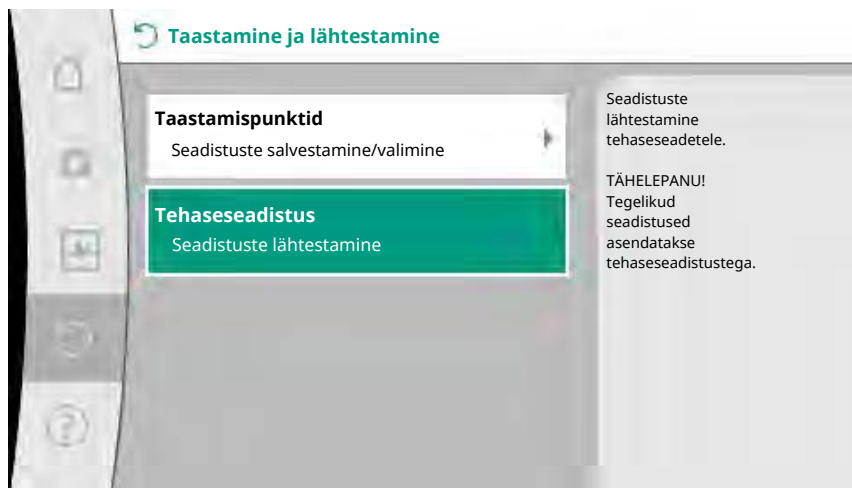 Taastamine ja lähtestamine
Taastamispunktid
Seadistuste salvestamine/valimine
Tehaseseadistus
Seadistuste lähtestamine
Seadistuste
lähtestamine
tehaseseadetele.
TÄHELEPANU!
Tegelikud
seadistused
asendatakse
tehaseseadistustega.